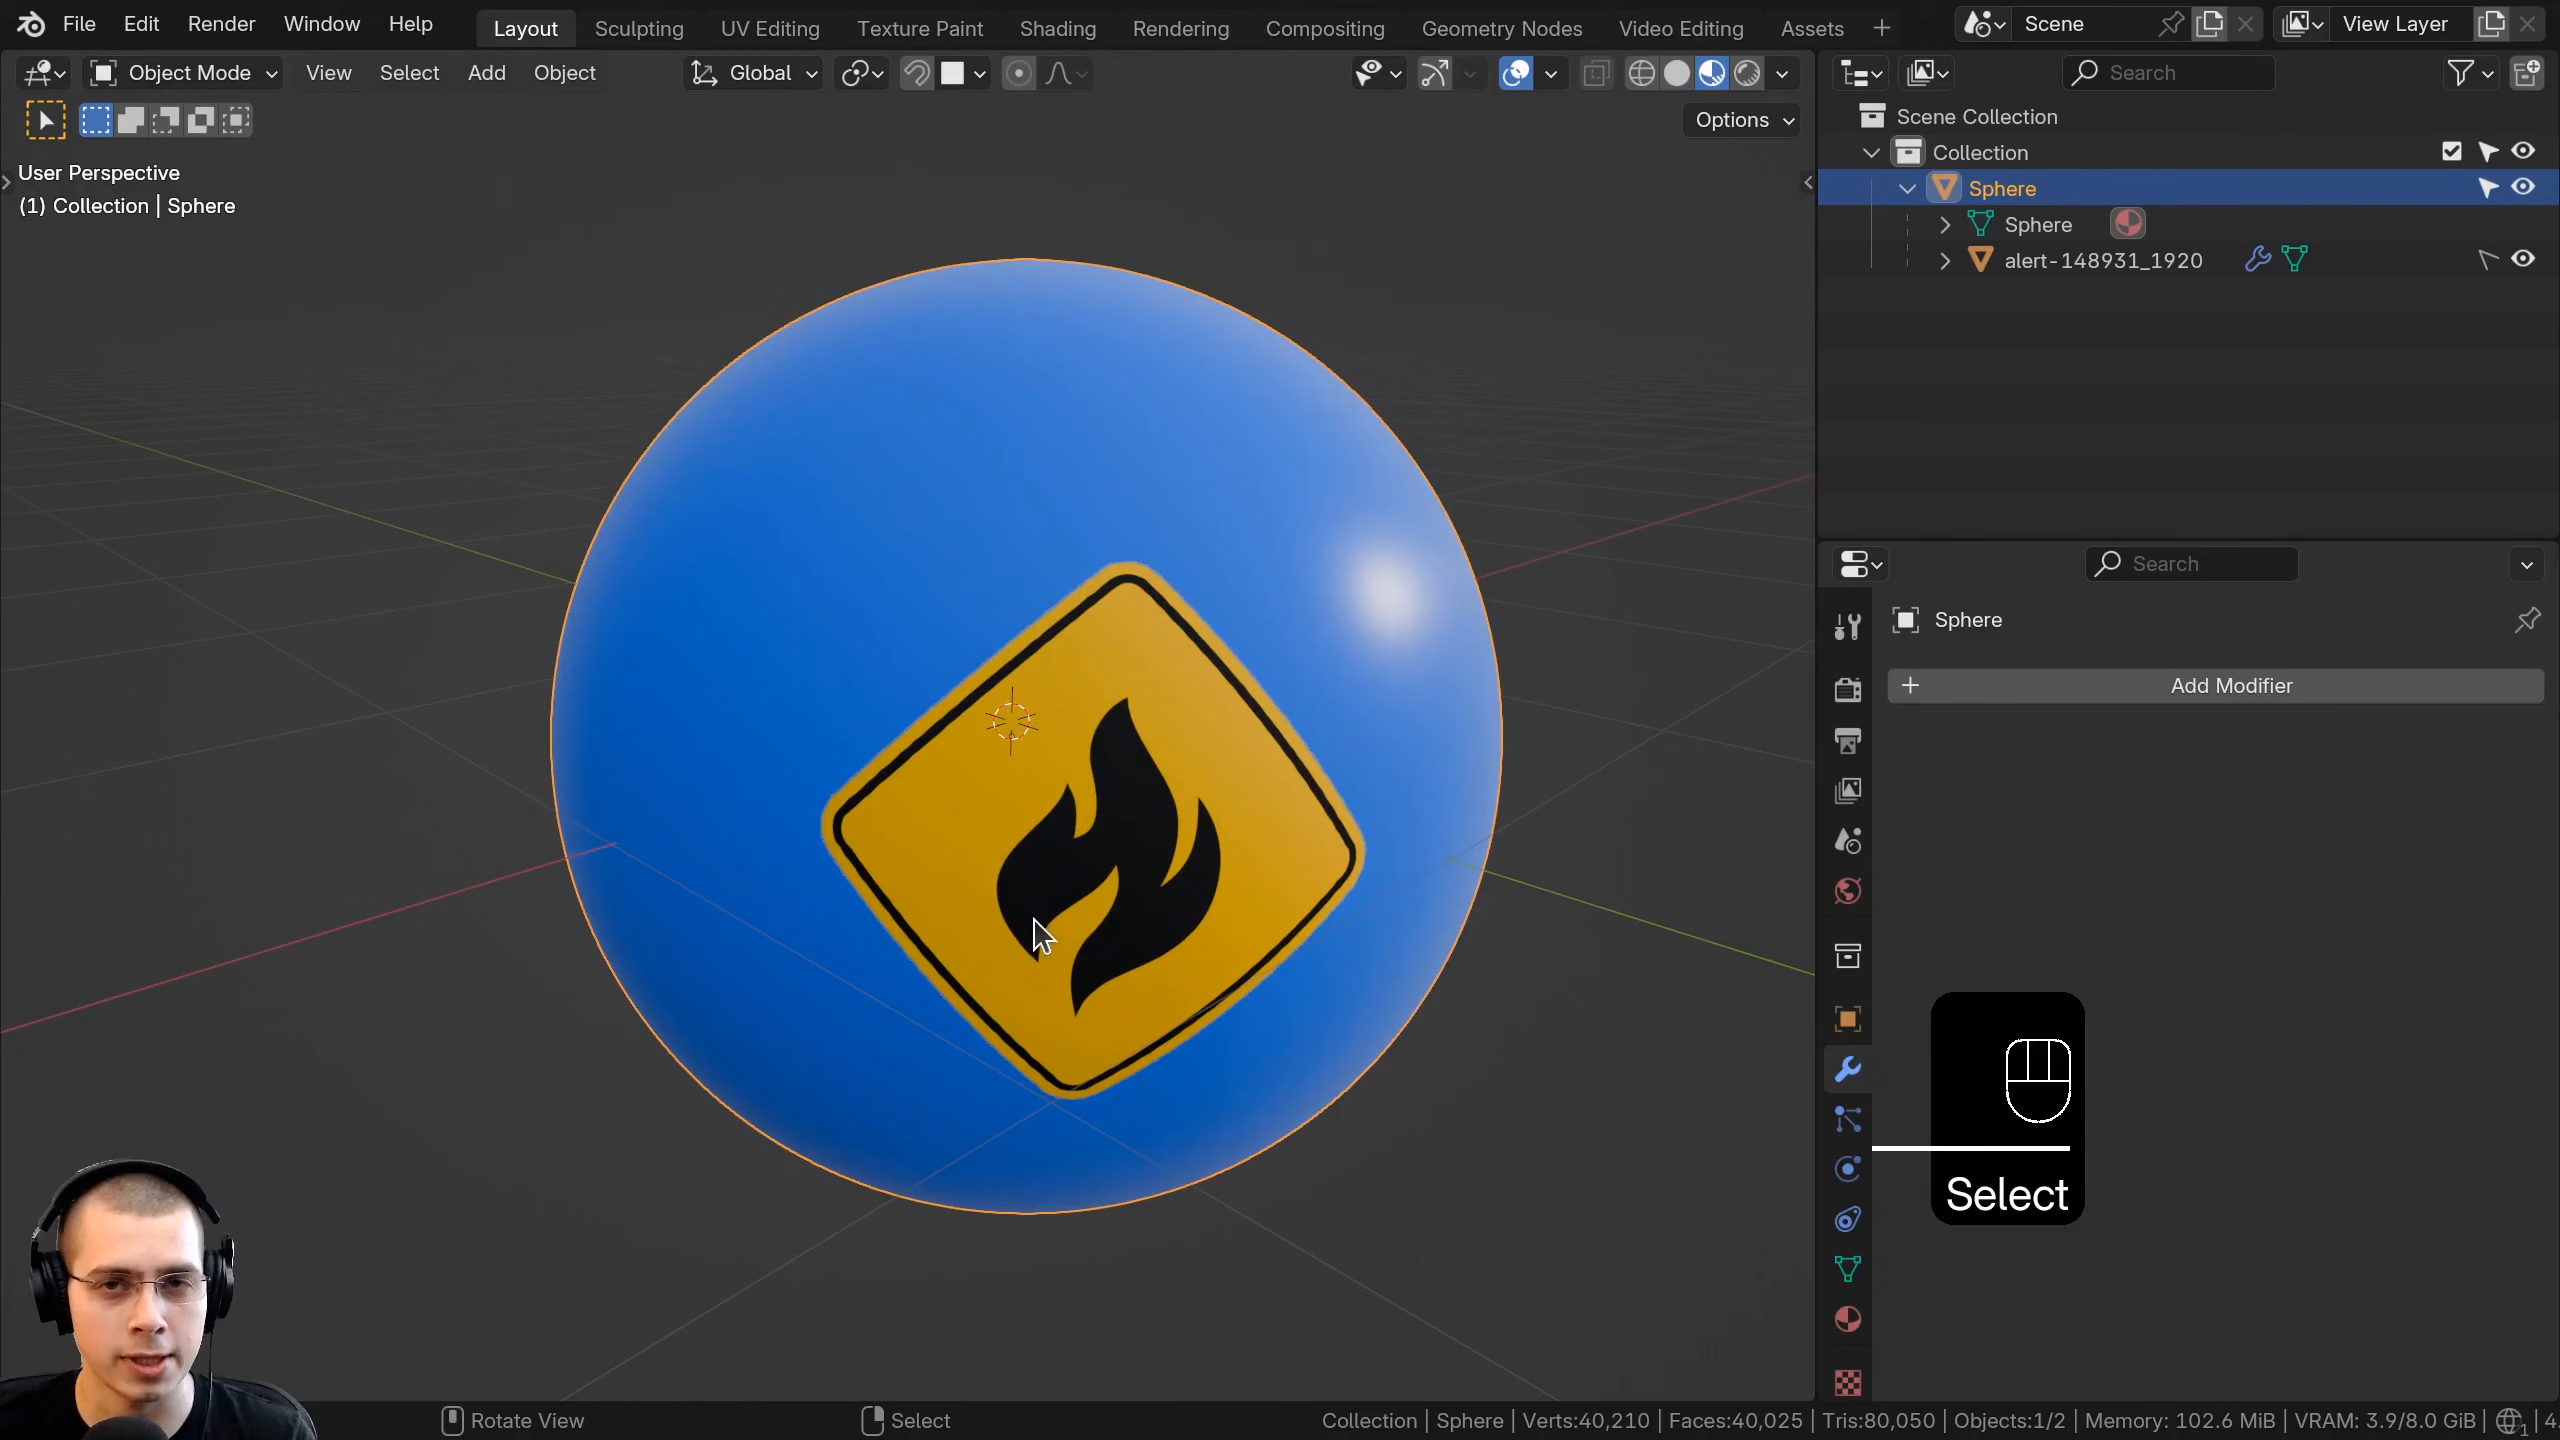 File Edit Render Window Help Layout Sculpting UV Editing Texture Paint Shading Rendering Compositing Geometry Nodes Video Editing Assets Scene View Layer
Object Mode View Select Add Object Global Search
Options
User Perspective
(1) Collection | Sphere
Scene Collection
Collection
Sphere
Sphere
alert-148931_1920
Search
Sphere
Add Modifier
Select
Rotate View Select Collection | Sphere | Verts:40,210 | Faces:40,025 | Tris:80,050 | Objects:1/2 | Memory: 102.6 MiB | VRAM: 3.9/8.0 GiB | 1 | 4.